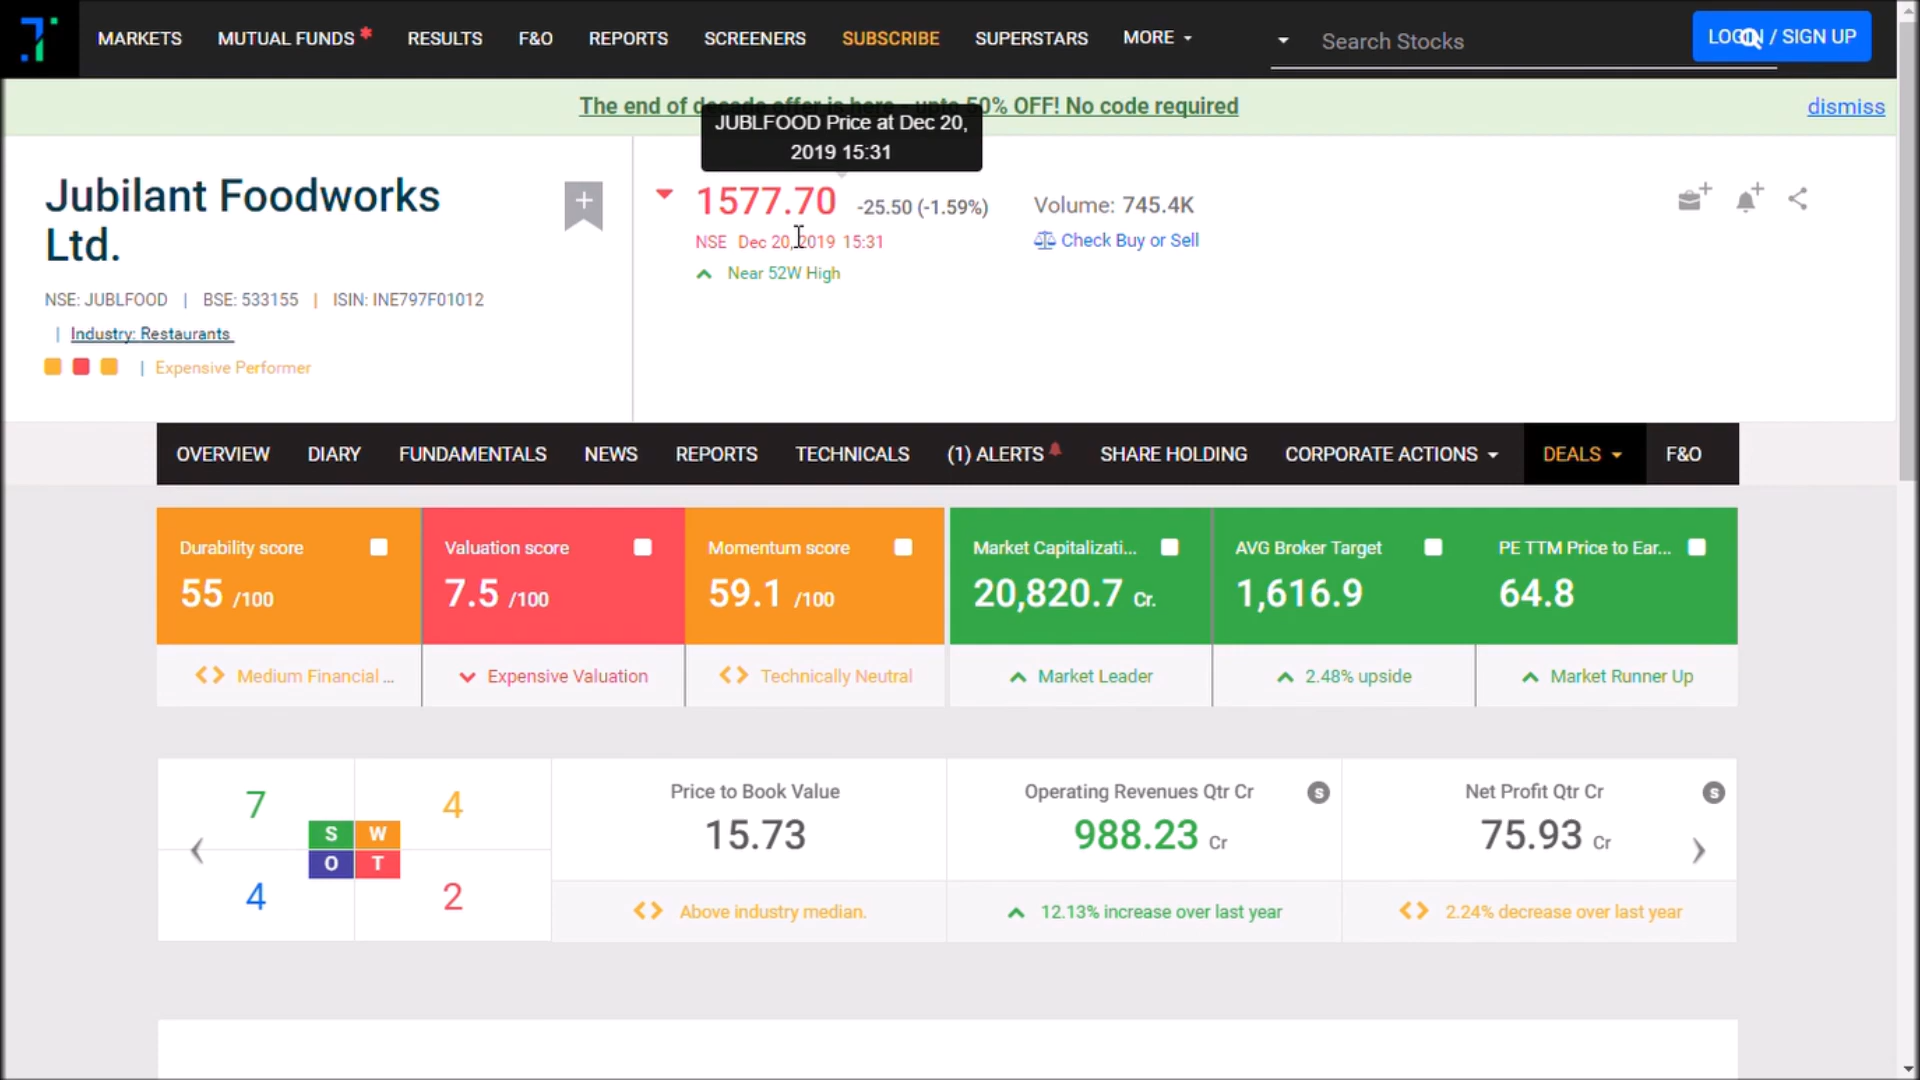 MARKETS MUTUAL FUNDS * RESULTS F&O REPORTS SCREENERS SUBSCRIBE SUPERSTARS MORE Search Stocks LOGIN / SIGN UP
The end of decade offer is here - upto 50% OFF! No code required dismiss
JUBLFOOD Price at Dec 20,
2019 15:31
Jubilant Foodworks
Ltd.
1577.70 -25.50 (-1.59%) Volume: 745.4K
NSE Dec 20, 2019 15:31 Check Buy or Sell
Near 52W High
NSE: JUBLFOOD | BSE: 533155 | ISIN: INE797F01012
| Industry: Restaurants
| Expensive Performer
OVERVIEW DIARY FUNDAMENTALS NEWS REPORTS TECHNICALS (1) ALERTS SHARE HOLDING CORPORATE ACTIONS DEALS F&O
Durability score Valuation score Momentum score Market Capitalizati... AVG Broker Target PE TTM Price to Ear...
55 /100 7.5 /100 59.1 /100 20,820.7 Cr. 1,616.9 64.8
Medium Financial ... Expensive Valuation Technically Neutral Market Leader 2.48% upside Market Runner Up
7 4 Price to Book Value Operating Revenues Qtr Cr S Net Profit Qtr Cr S
S W 15.73 988.23 Cr 75.93 Cr
O T
4 2 Above industry median. 12.13% increase over last year 2.24% decrease over last year